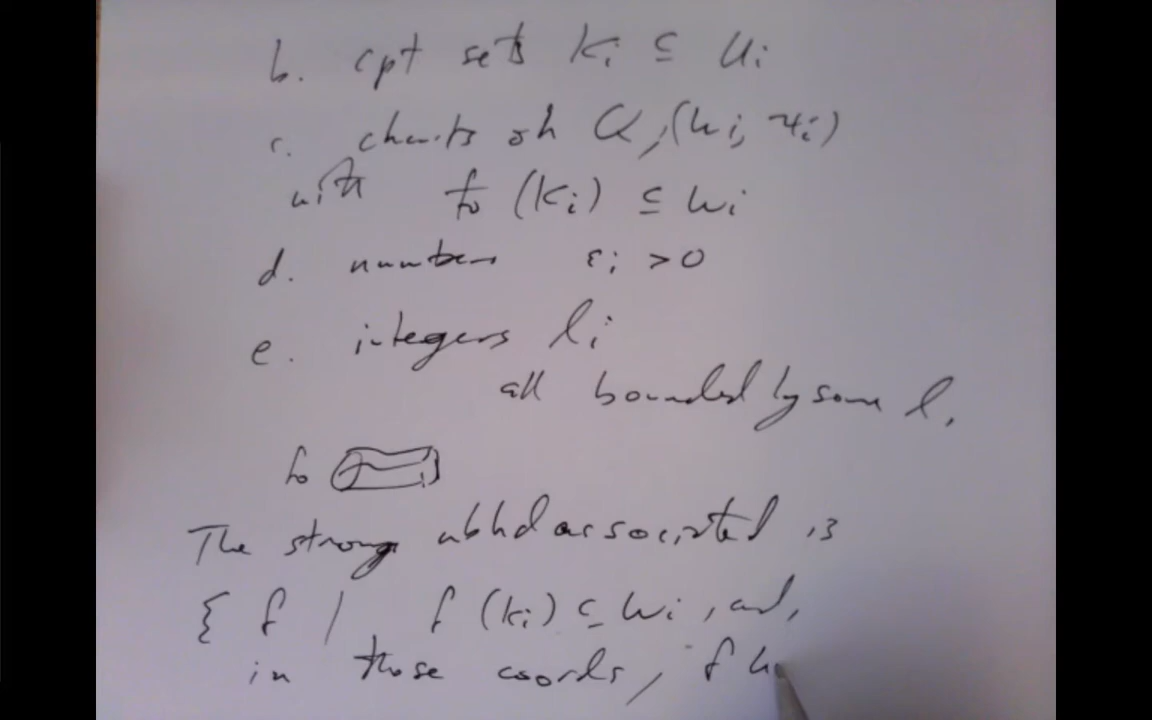 b. cpt sets Ki ⊆ Ui
c. charts on Q, (Wi, ψi)
with f0 (Ki) ⊆ Wi
d. numbers εi > 0
e. integers li
all bounded by some l.
f0
The strong nbhd associated is
{ f | f (Ki) ⊆ Wi, and,
in those coords, f